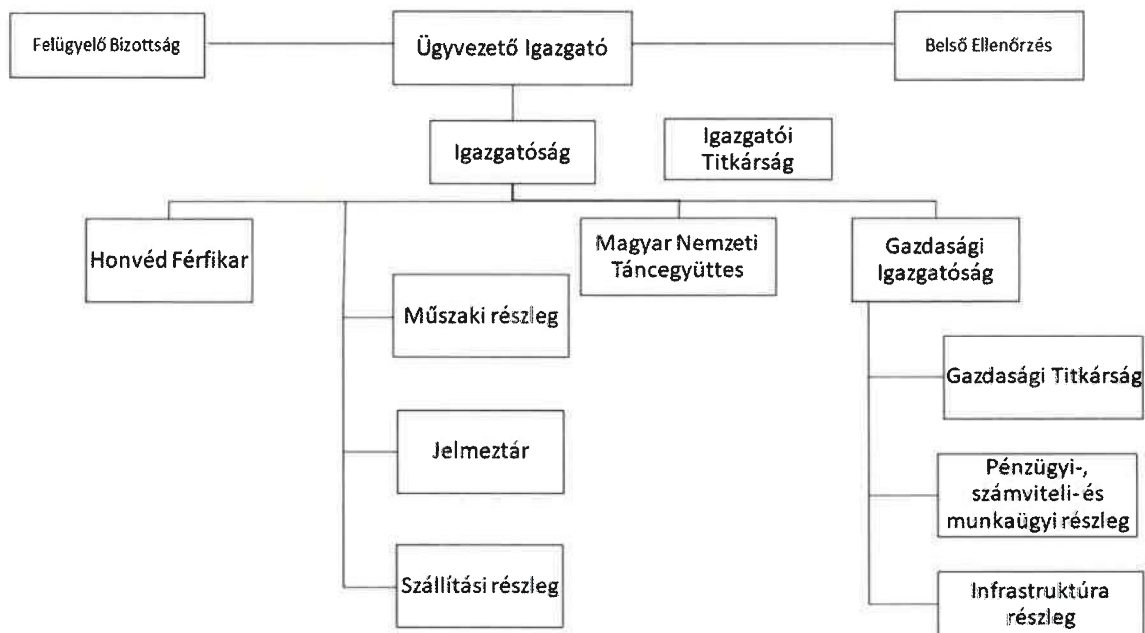 Felügyelő Bizottság
Ügyvezető Igazgató
Belső Ellenőrzés
Igazgatóság
Igazgatói
Titkárság
Honvéd Férfikar
Magyar Nemzeti
Táncegyüttes
Gazdasági
Igazgatóság
Műszaki részleg
Gazdasági Titkárság
Jelmeztár
Pénzügyi-,
számviteli- és
munkaügyi részleg
Szállítási részleg
Infrastruktúra
részleg